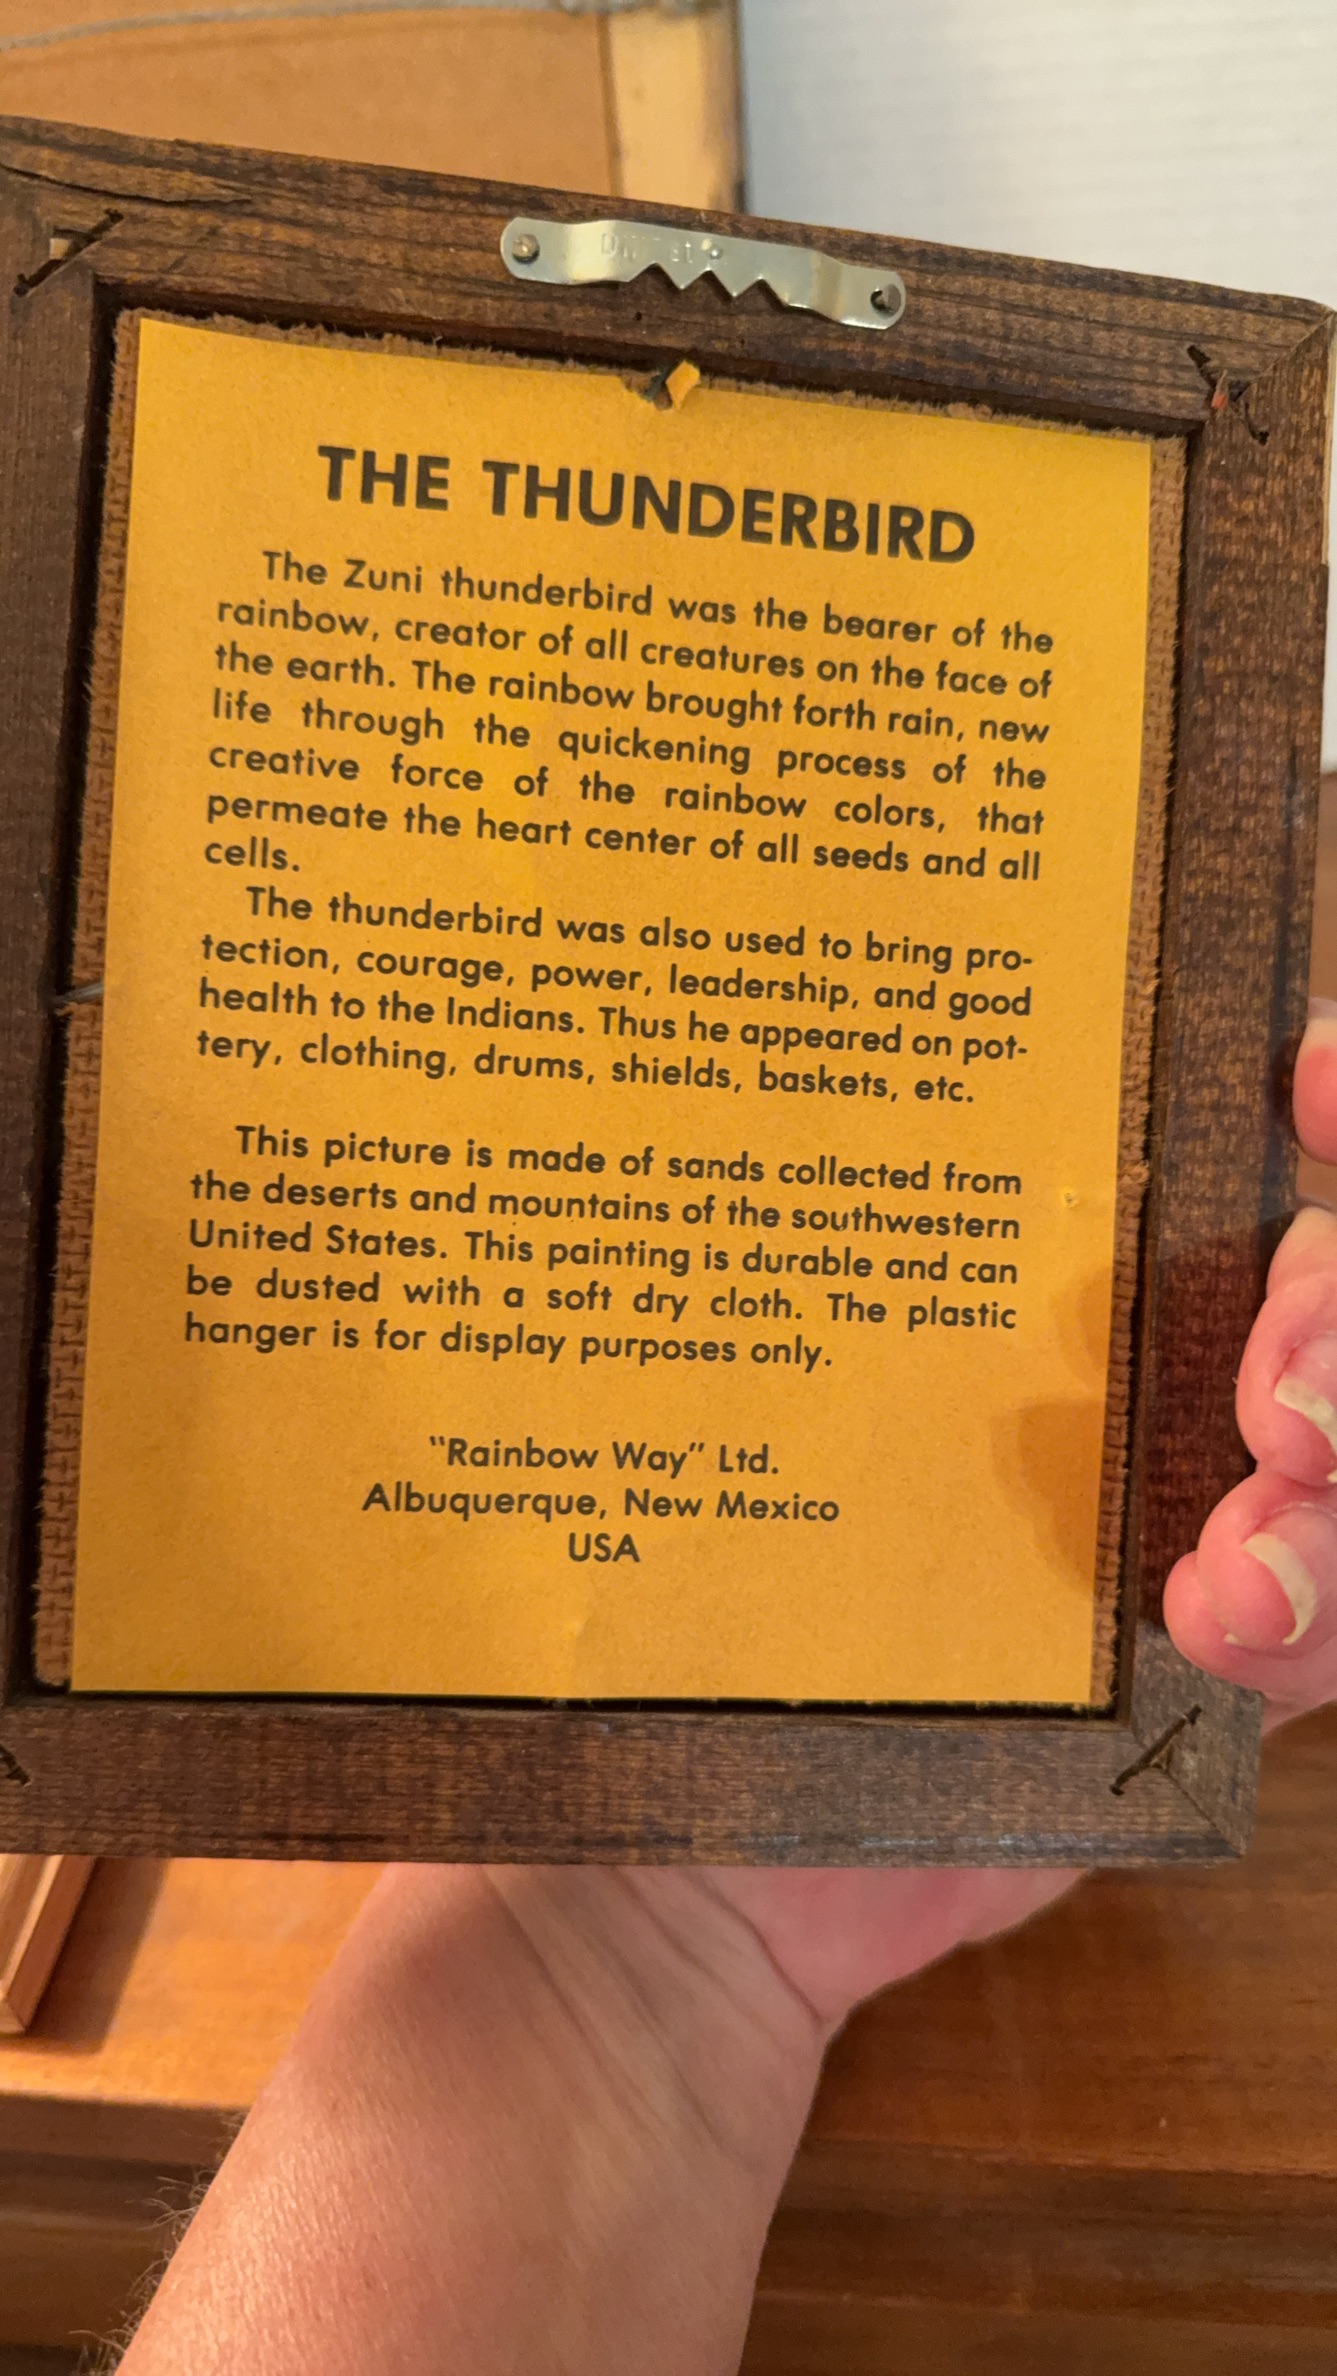 THE THUNDERBIRD
The Zuni thunderbird was the bearer of the
rainbow, creator of all creatures on the face of
the earth. The rainbow brought forth rain, new
life through the quickening process of the
creative force of the rainbow colors, that
permeate the heart center of all seeds and all
cells.
The thunderbird was also used to bring pro-
tection, courage, power, leadership, and good
health to the Indians. Thus he appeared on pot-
tery, clothing, drums, shields, baskets, etc.
This picture is made of sands collected from
the deserts and mountains of the southwestern
United States. This painting is durable and can
be dusted with a soft dry cloth. The plastic
hanger is for display purposes only.
"Rainbow Way" Ltd.
Albuquerque, New Mexico
USA